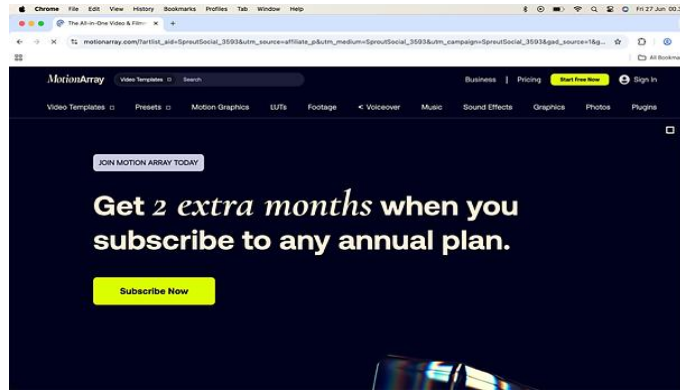 Chrome File Edit View History Bookmarks Profiles Tab Window Help Fri 27 Jun 00.3
The All-in-One Video & Film
motionarray.com/?artlist_aid=SproutSocial_3593&utm_source=affiliate_p&utm_medium=SproutSocial_3593&utm_campaign=SproutSocial_3593&gad_source=1&g...
All Bookma
MotionArray Video Templates Search Business | Pricing Start Free Now Sign In
Video Templates Presets Motion Graphics LUTs Footage Voiceover Music Sound Effects Graphics Photos Plugins
JOIN MOTION ARRAY TODAY
Get 2 extra months when you
subscribe to any annual plan.
Subscribe Now